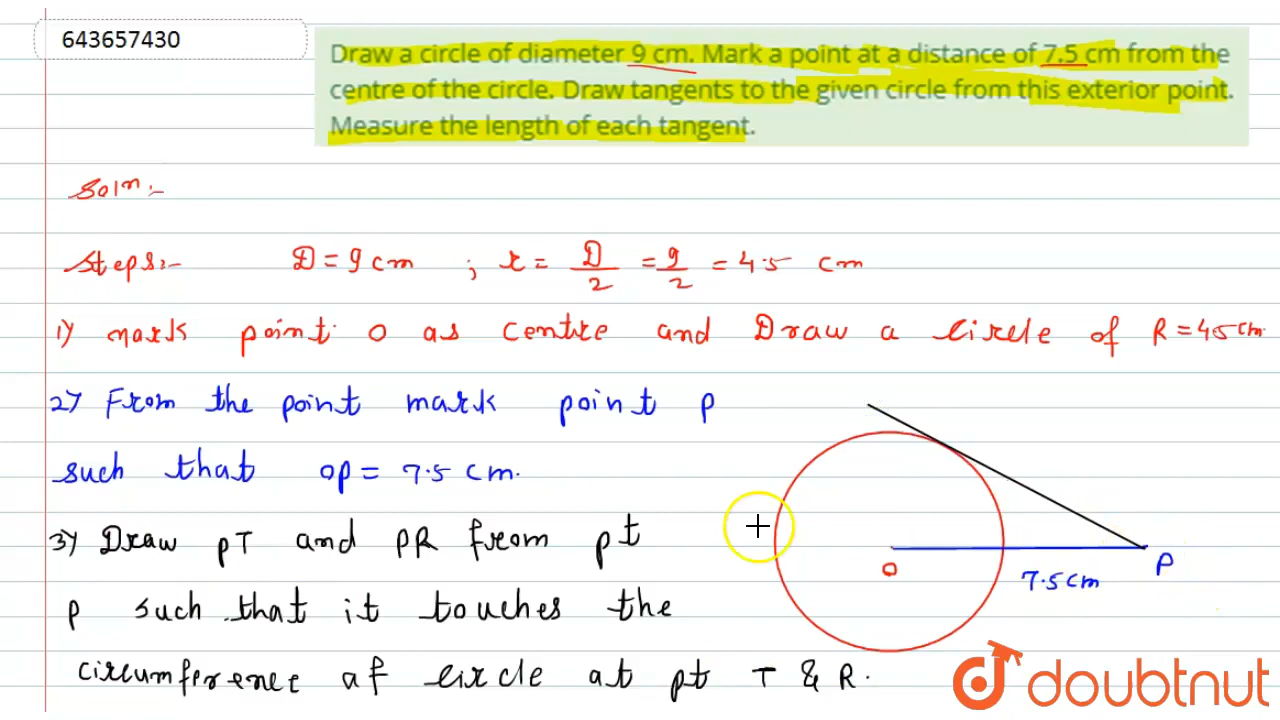 643657430
Draw a circle of diameter 9 cm. Mark a point at a distance of 7.5 cm from the
centre of the circle. Draw tangents to the given circle from this exterior point.
Measure the length of each tangent.
Soln:-
Steps:- D = 9 cm ; r = D/2 = 9/2 = 4.5 cm
1) mark point O as centre and Draw a circle of R = 4.5 cm
2) From the point mark point P
such that OP = 7.5 cm.
3) Draw PT and PR from pt
P such that it touches the
circumference of circle at pt T & R.
O
7.5 cm
P
doubtnut